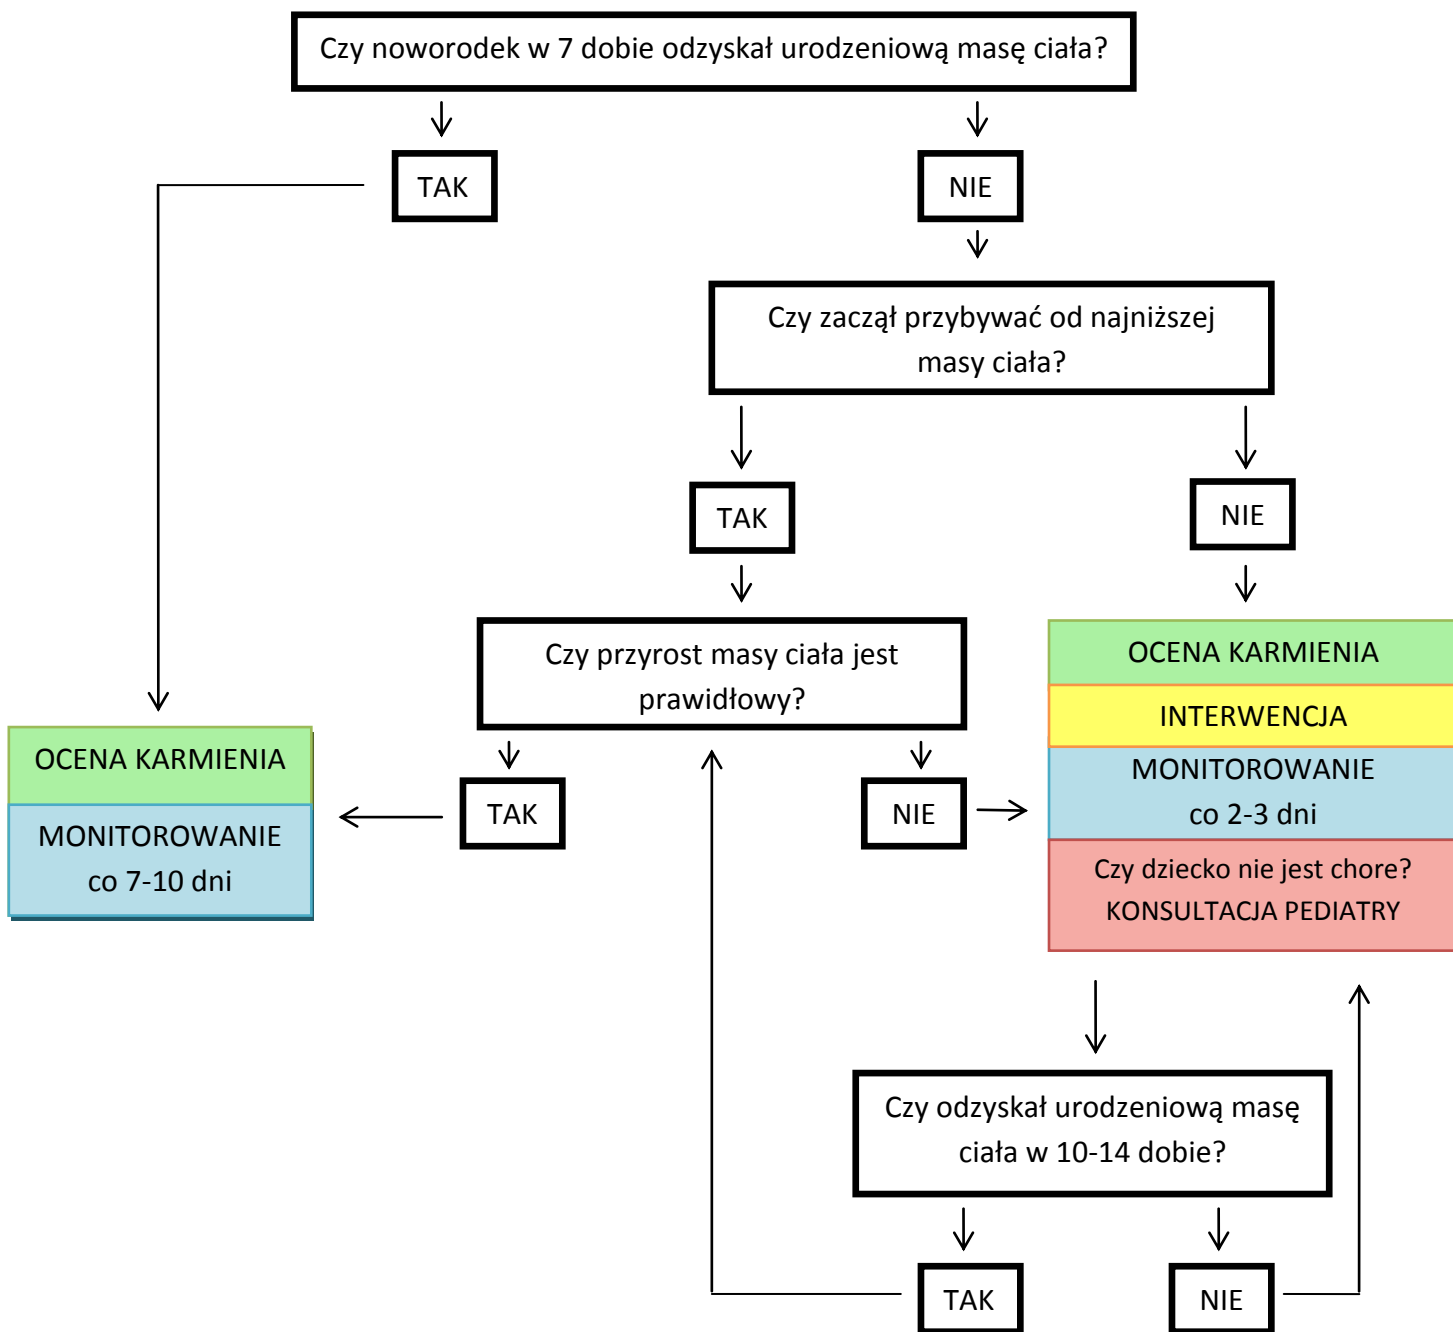 Czy noworodek w 7 dobie odzyskał urodzeniową masę ciała?
TAK
NIE
Czy zaczął przybywać od najniższej
masy ciała?
TAK
NIE
Czy przyrost masy ciała jest
prawidłowy?
TAK
NIE
OCENA KARMIENIA
MONITOROWANIE
co 7-10 dni
OCENA KARMIENIA
INTERWENCJA
MONITOROWANIE
co 2-3 dni
Czy dziecko nie jest chore?
KONSULTACJA PEDIATRY
Czy odzyskał urodzeniową masę
ciała w 10-14 dobie?
TAK
NIE